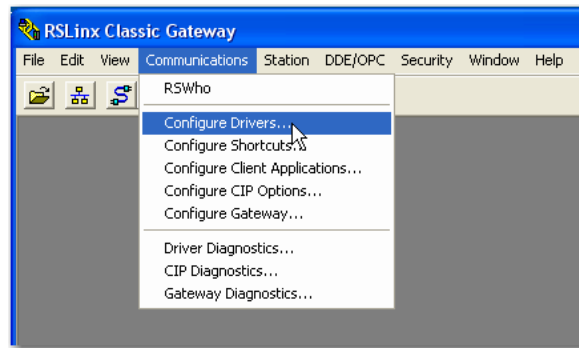 RSLinx Classic Gateway
File Edit View Communications Station DDE/OPC Security Window Help
RSWho
Configure Drivers...
Configure Shortcuts...
Configure Client Applications...
Configure CIP Options...
Configure Gateway...
Driver Diagnostics...
CIP Diagnostics...
Gateway Diagnostics...